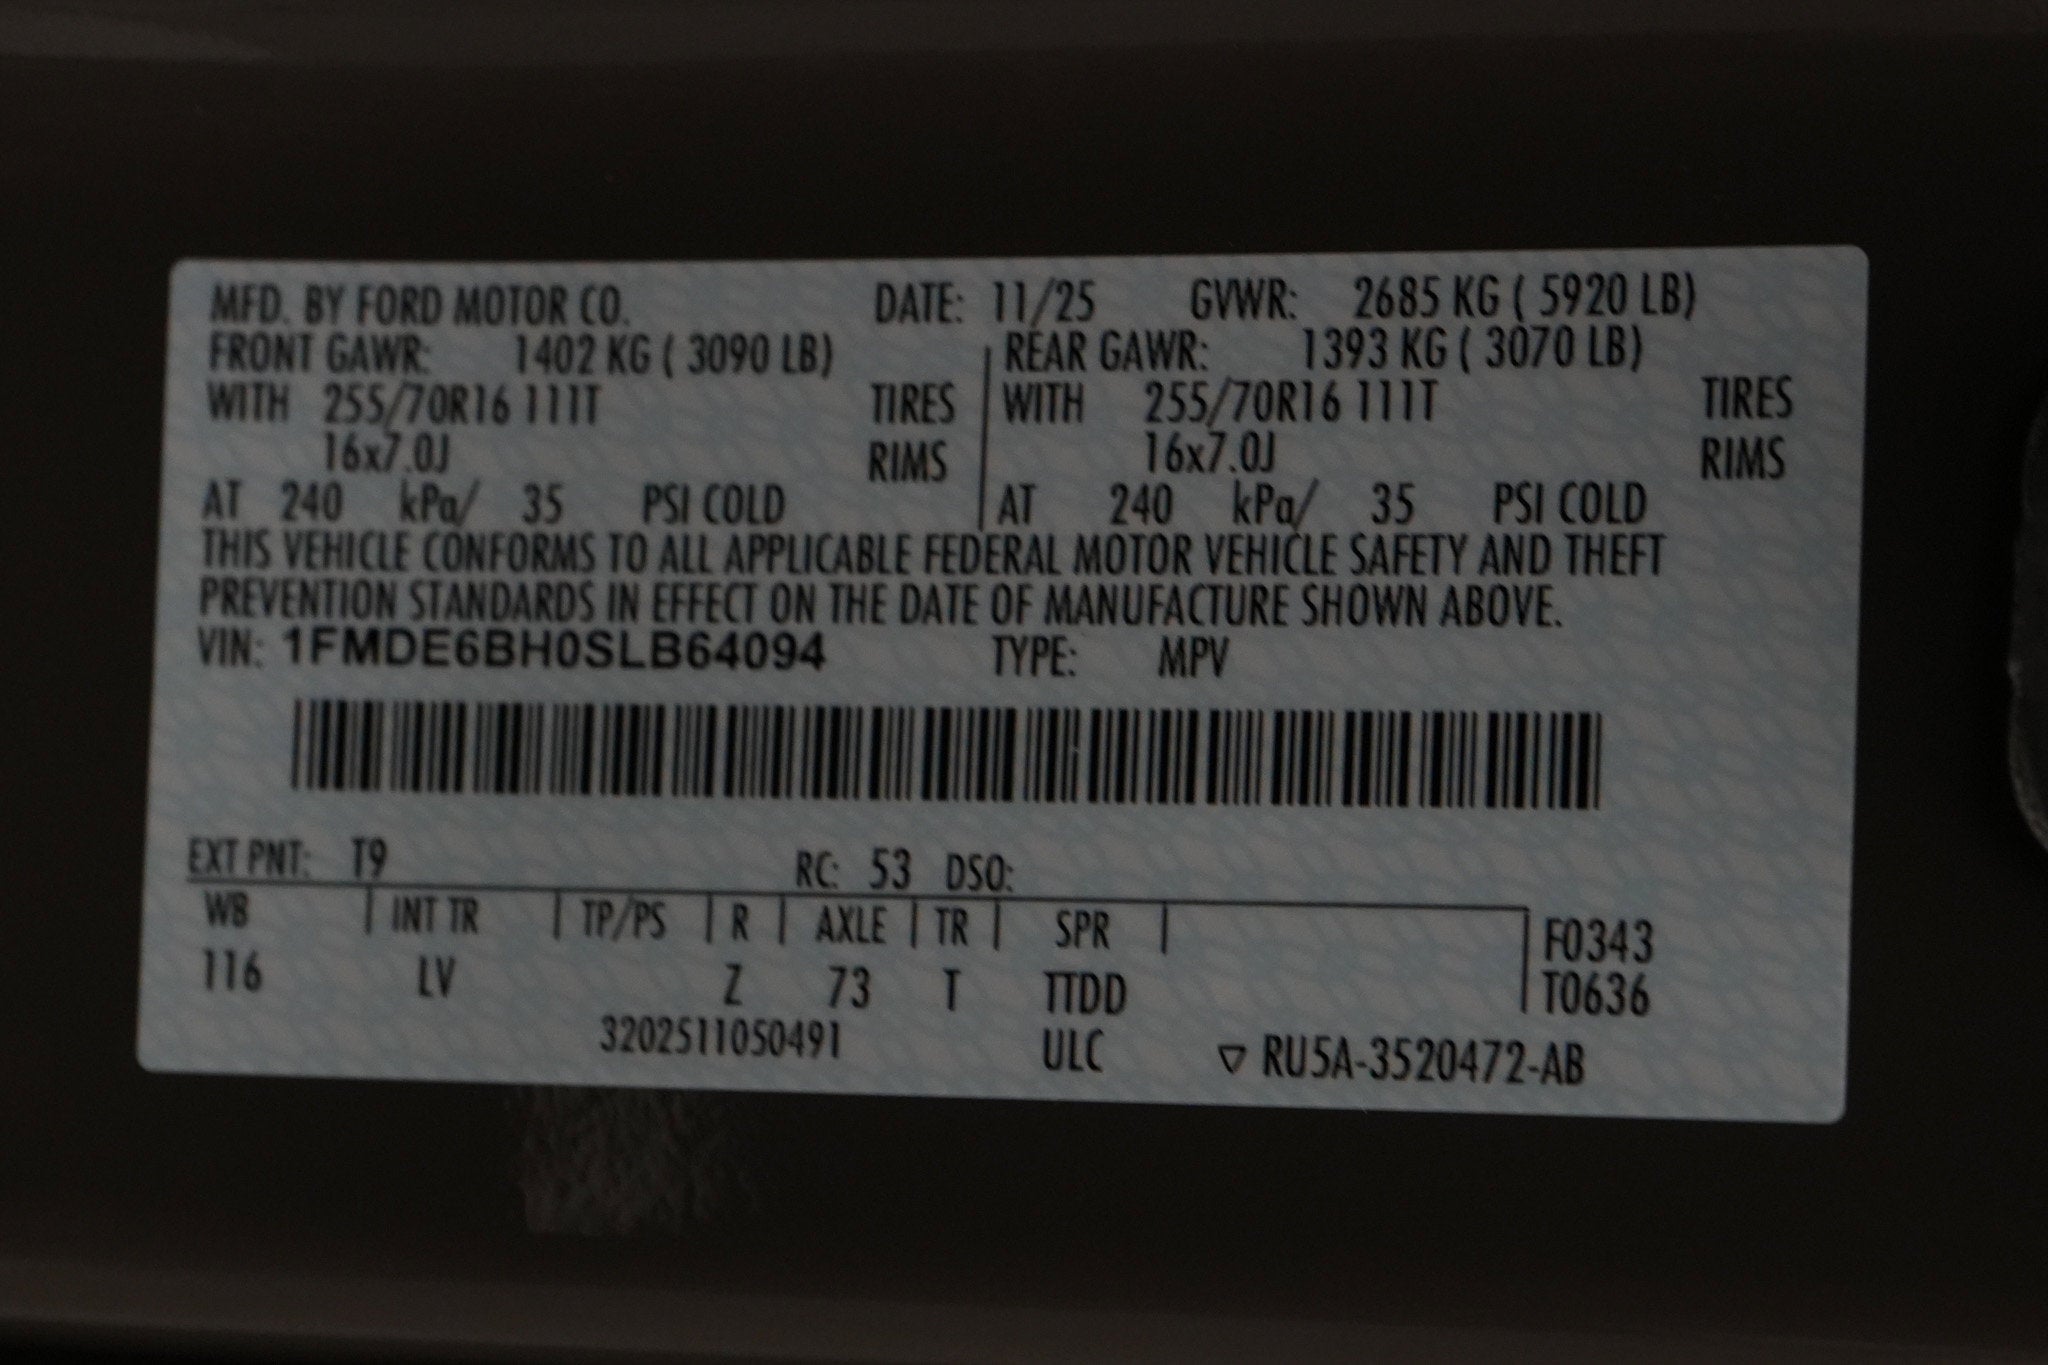 MFD. BY FORD MOTOR CO. DATE: 11/25 GVWR: 2685 KG ( 5920 LB)
FRONT GAWR: 1402 KG ( 3090 LB) REAR GAWR: 1393 KG ( 3070 LB)
WITH 255/70R16 111T TIRES WITH 255/70R16 111T TIRES
16x7.0J RIMS 16x7.0J RIMS
AT 240 kPa/ 35 PSI COLD AT 240 kPa/ 35 PSI COLD
THIS VEHICLE CONFORMS TO ALL APPLICABLE FEDERAL MOTOR VEHICLE SAFETY AND THEFT
PREVENTION STANDARDS IN EFFECT ON THE DATE OF MANUFACTURE SHOWN ABOVE.
VIN: 1FMDE6BH0SLB64094 TYPE: MPV
EXT PNT: T9 RC: 53 DSO:
WB INT TR TP/PS R AXLE TR SPR F0343
116 LV Z 73 T TTDD T0636
3202511050491 ULC ▽ RU5A-3520472-AB